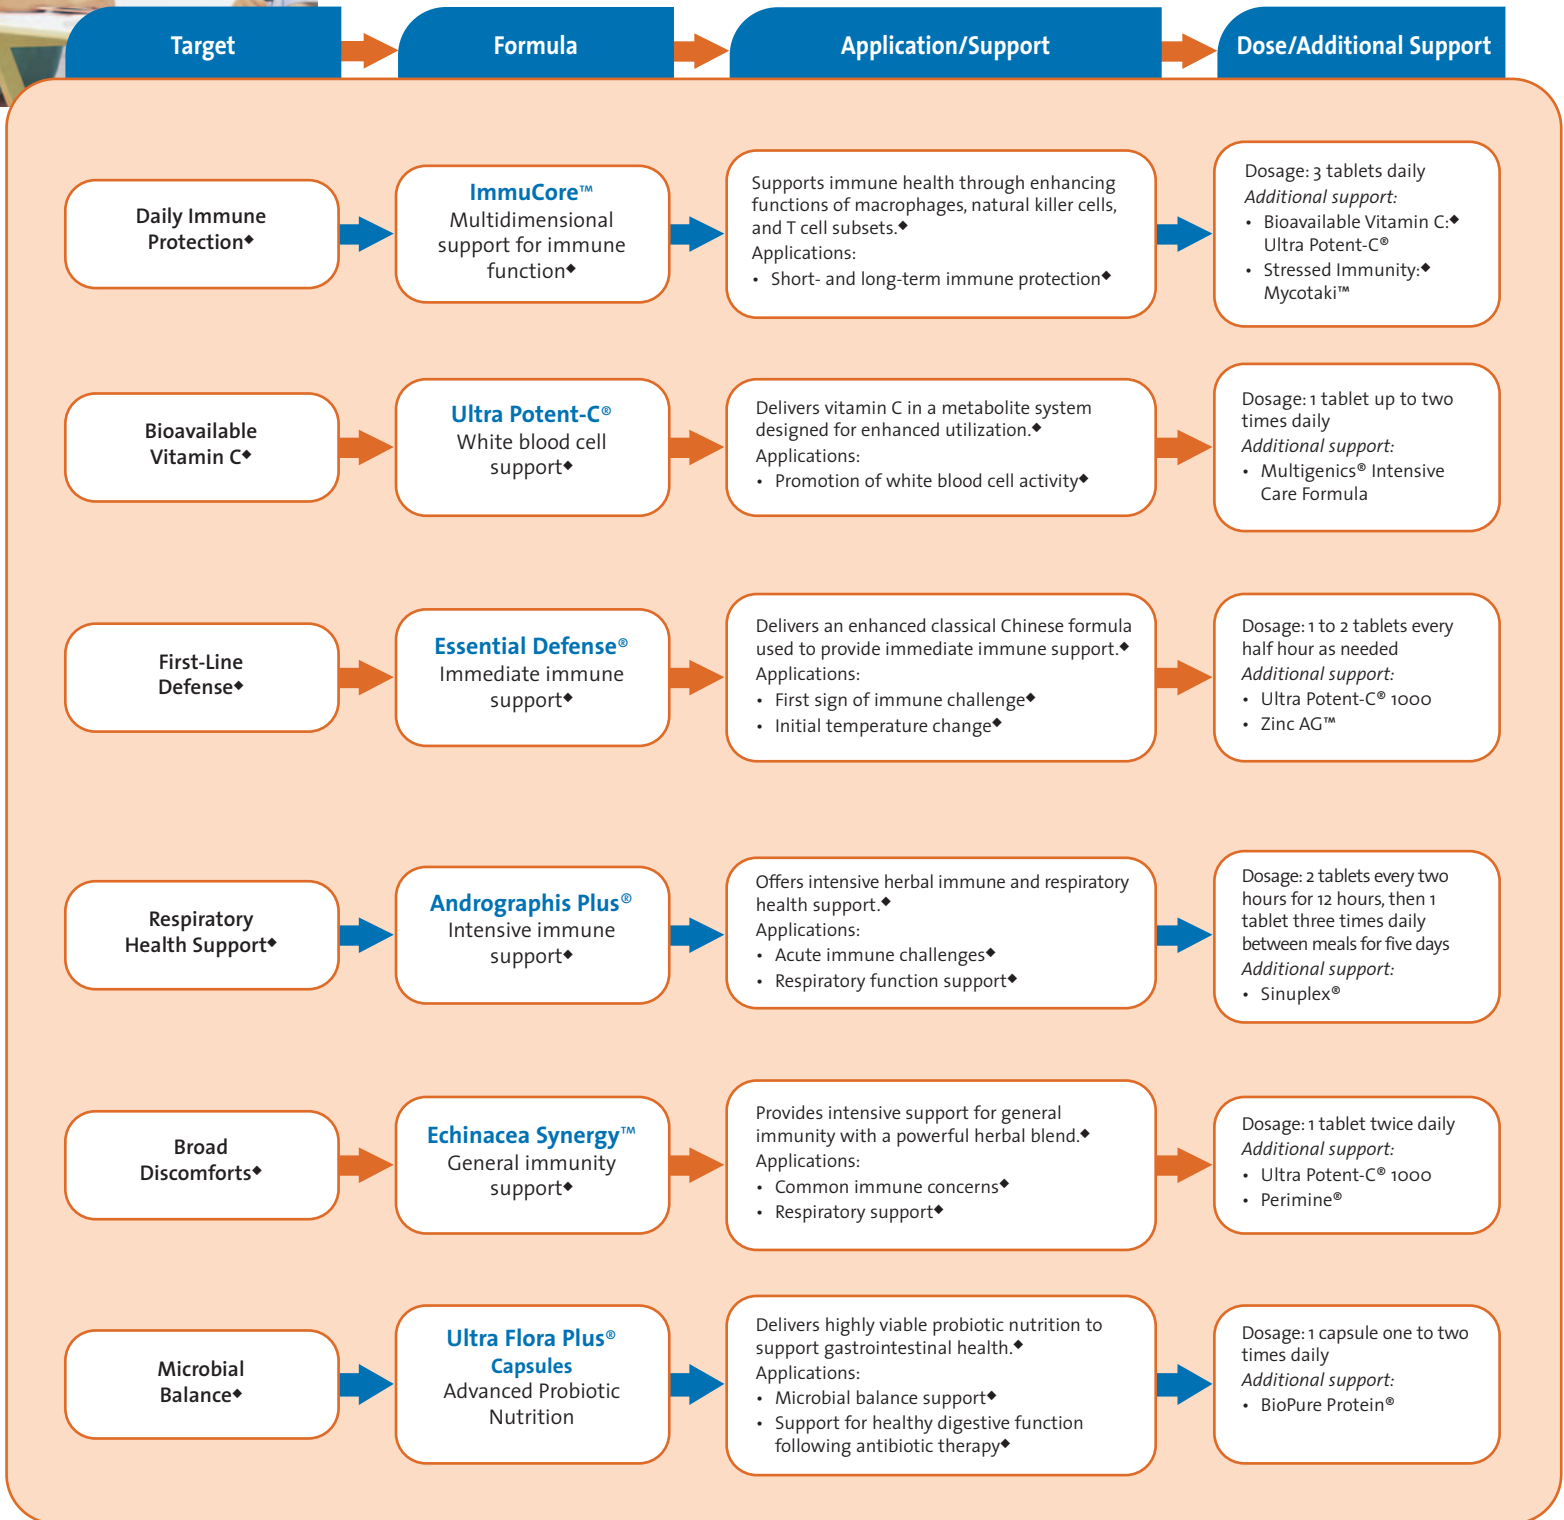 Target
Formula
Application/Support
Dose/Additional Support
Daily Immune
Protection◆
ImmuCore™
Multidimensional
support for immune
function◆
Supports immune health through enhancing
functions of macrophages, natural killer cells,
and T cell subsets.◆
Applications:
• Short- and long-term immune protection◆
Dosage: 3 tablets daily
Additional support:
• Bioavailable Vitamin C:◆
Ultra Potent-C®
• Stressed Immunity:◆
Mycotaki™
Bioavailable
Vitamin C◆
Ultra Potent-C®
White blood cell
support◆
Delivers vitamin C in a metabolite system
designed for enhanced utilization.◆
Applications:
• Promotion of white blood cell activity◆
Dosage: 1 tablet up to two
times daily
Additional support:
• Multigenics® Intensive
Care Formula
First-Line
Defense◆
Essential Defense®
Immediate immune
support◆
Delivers an enhanced classical Chinese formula
used to provide immediate immune support.◆
Applications:
• First sign of immune challenge◆
• Initial temperature change◆
Dosage: 1 to 2 tablets every
half hour as needed
Additional support:
• Ultra Potent-C® 1000
• Zinc AG™
Respiratory
Health Support◆
Andrographis Plus®
Intensive immune
support◆
Offers intensive herbal immune and respiratory
health support.◆
Applications:
• Acute immune challenges◆
• Respiratory function support◆
Dosage: 2 tablets every two
hours for 12 hours, then 1
tablet three times daily
between meals for five days
Additional support:
• Sinuplex®
Broad
Discomforts◆
Echinacea Synergy™
General immunity
support◆
Provides intensive support for general
immunity with a powerful herbal blend.◆
Applications:
• Common immune concerns◆
• Respiratory support◆
Dosage: 1 tablet twice daily
Additional support:
• Ultra Potent-C® 1000
• Perimine®
Microbial
Balance◆
Ultra Flora Plus®
Capsules
Advanced Probiotic
Nutrition
Delivers highly viable probiotic nutrition to
support gastrointestinal health.◆
Applications:
• Microbial balance support◆
• Support for healthy digestive function
following antibiotic therapy◆
Dosage: 1 capsule one to two
times daily
Additional support:
• BioPure Protein®